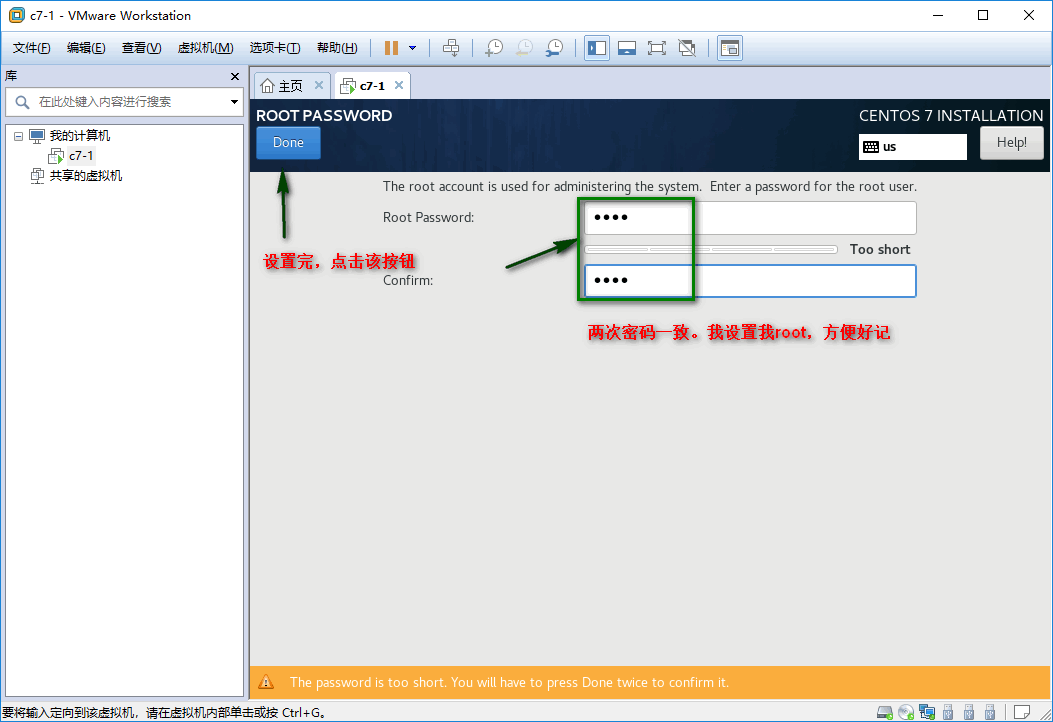 c7-1 - VMware Workstation
文件(F) 编辑(E) 查看(V) 虚拟机(M) 选项卡(T) 帮助(H)
库
在此处键入内容进行搜索
我的计算机
c7-1
共享的虚拟机
主页
c7-1
ROOT PASSWORD
CENTOS 7 INSTALLATION
Done
us
Help!
The root account is used for administering the system. Enter a password for the root user.
Root Password:
••••
Too short
设置完，点击该按钮
Confirm:
••••
两次密码一致。我设置我root，方便好记
The password is too short. You will have to press Done twice to confirm it.
要将输入定向到该虚拟机，请在虚拟机内部单击或按 Ctrl+G。